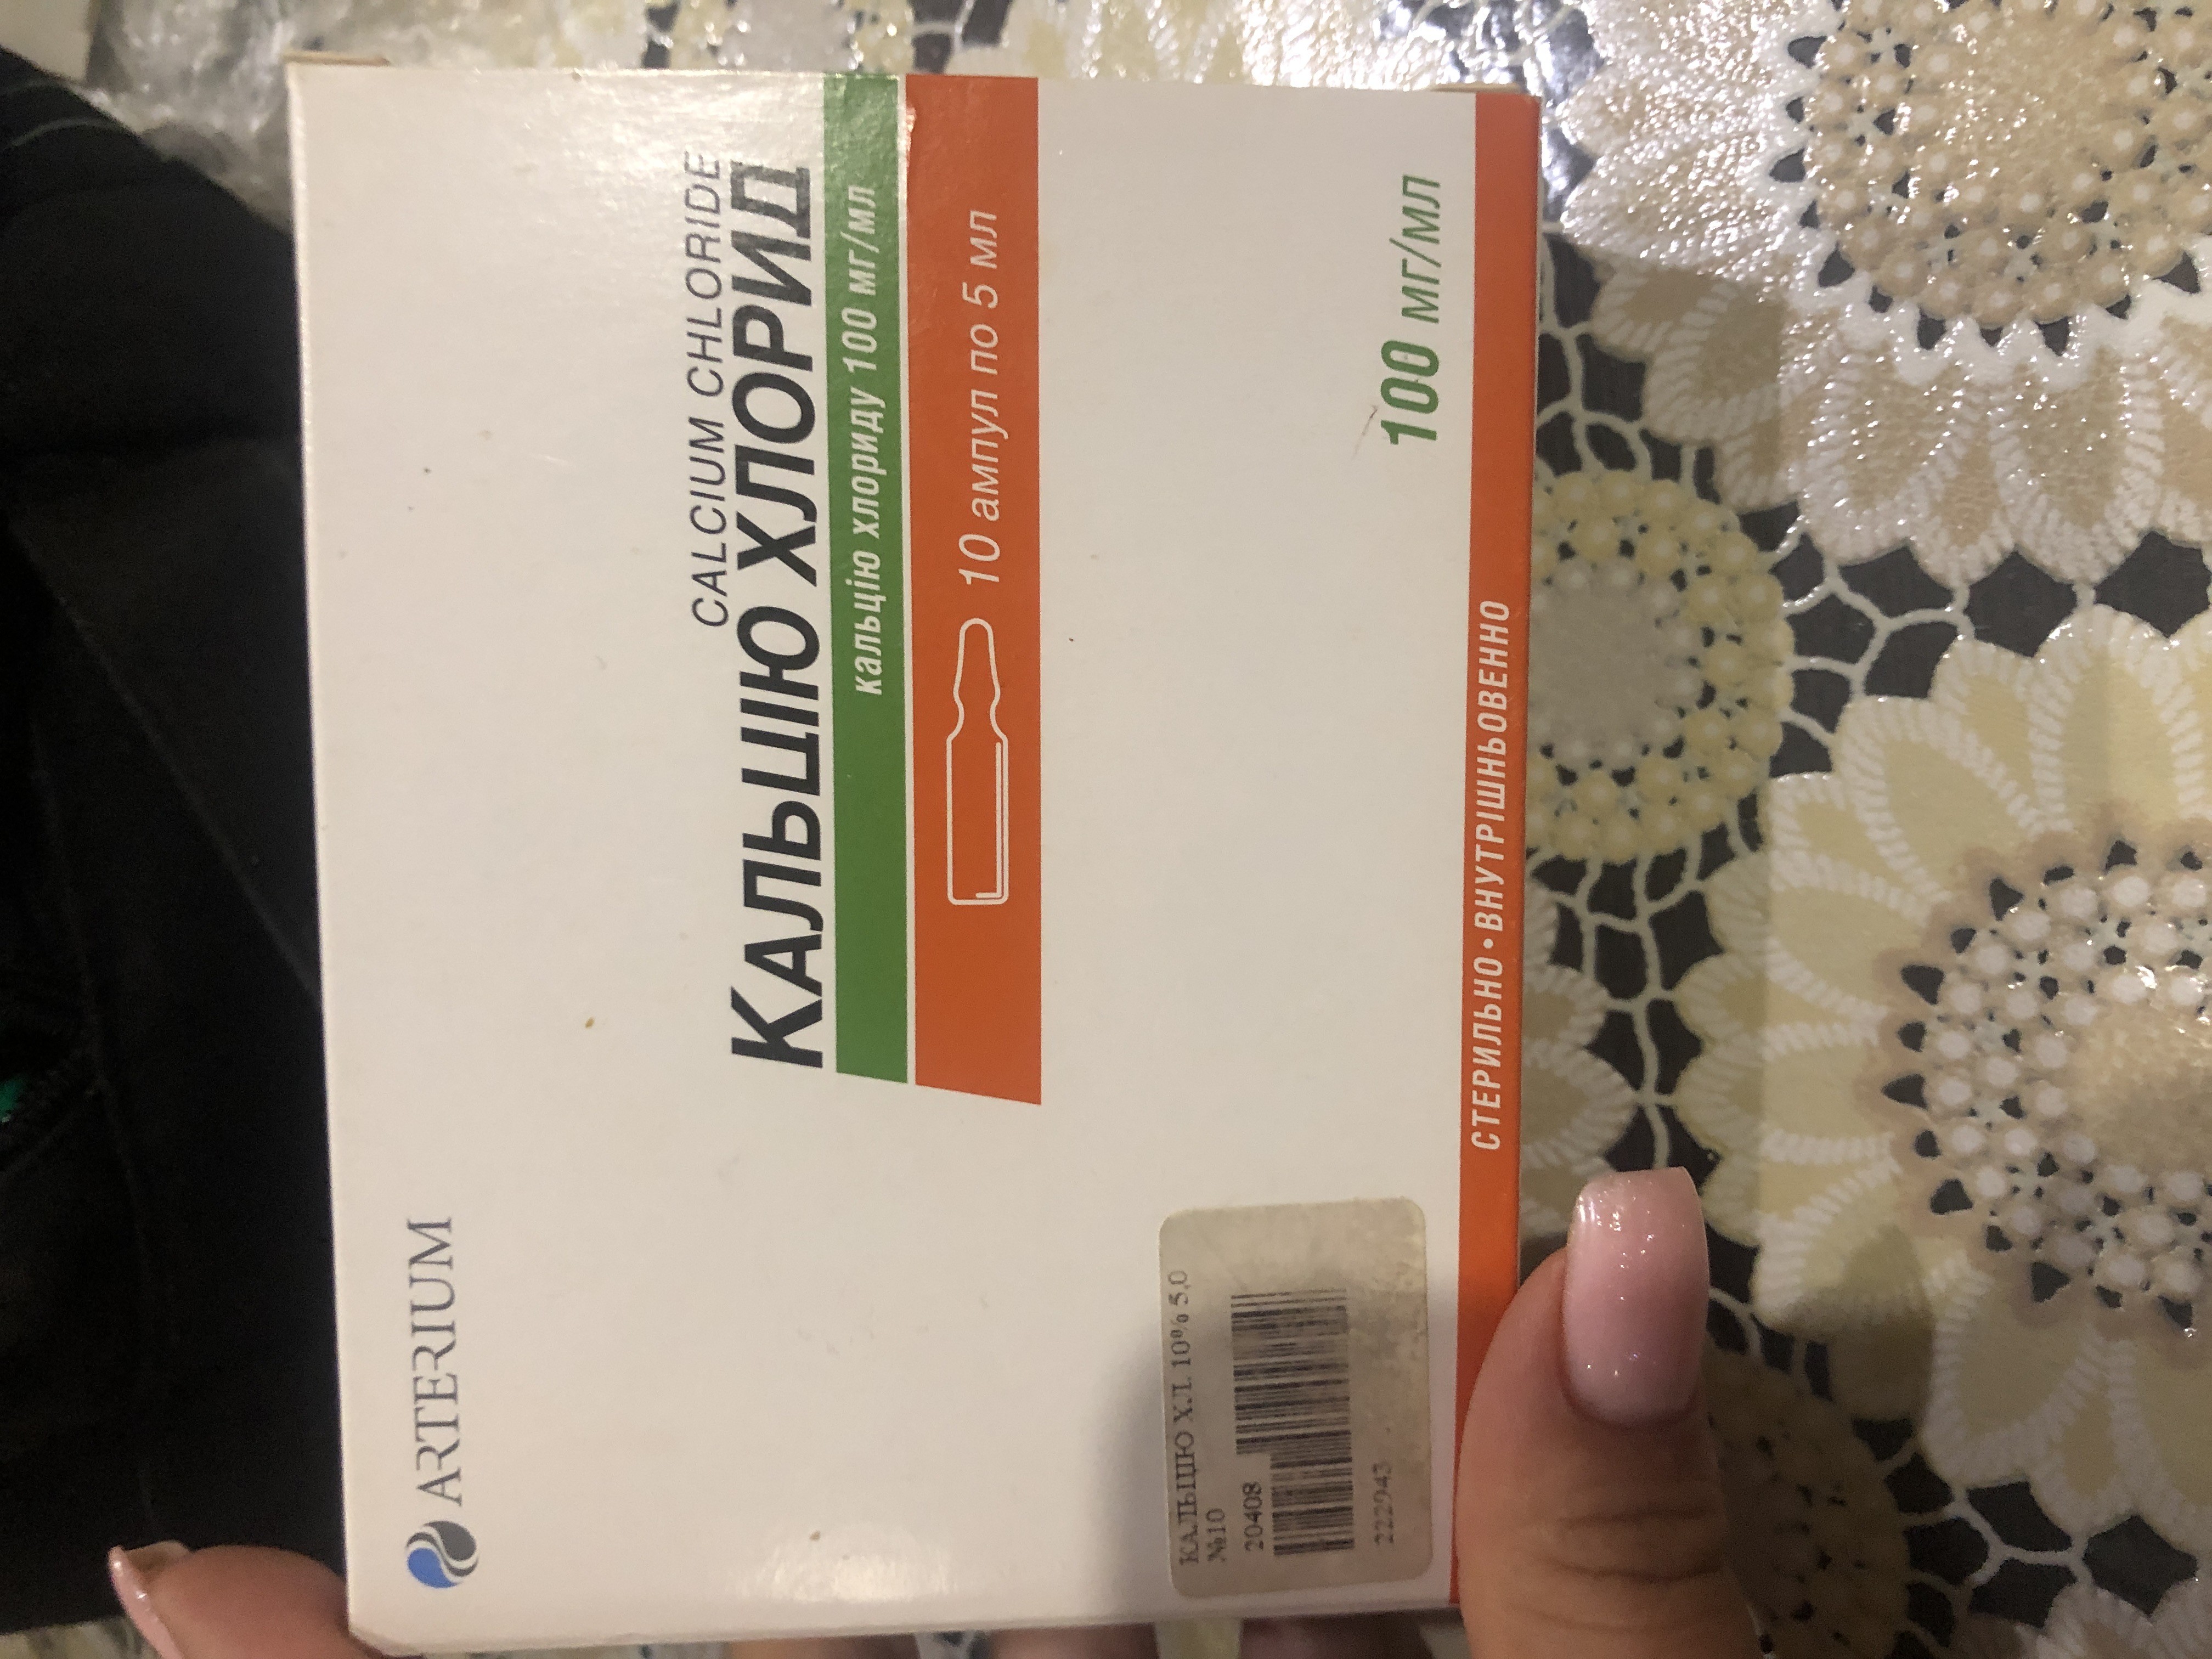 ARTERIUM
CALCIUM CHLORIDE
КАЛЬЦІЮ ХЛОРИД
кальцію хлориду 100 мг/мл
10 ампул по 5 мл
КАЛЬЦІЮ ХЛ. 10% 5,0
№10
20408
222943
100 мг/мл
СТЕРИЛЬНО • ВНУТРІШНЬОВЕННО